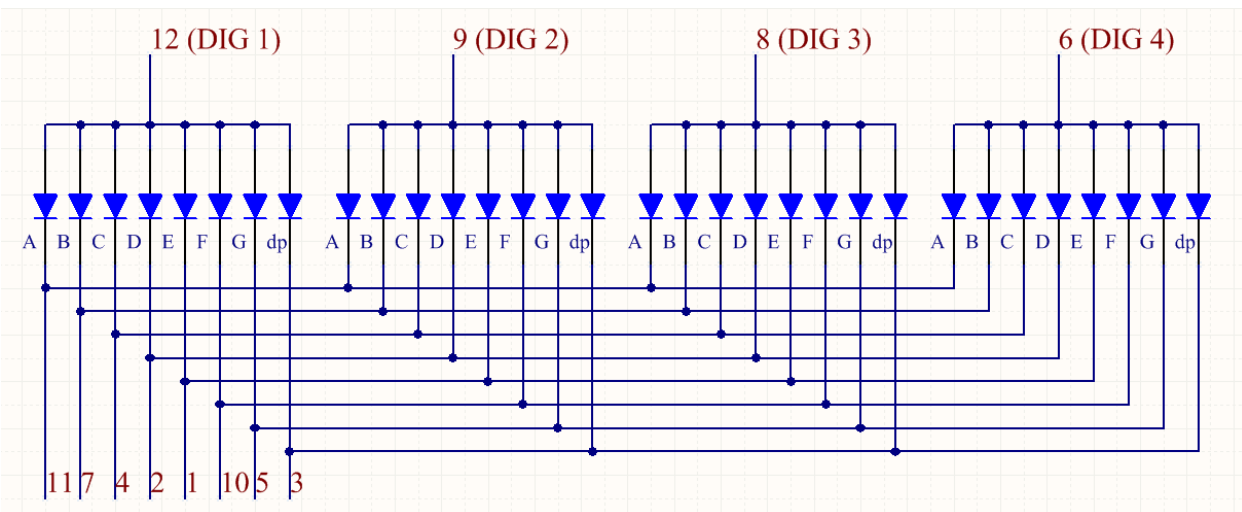 12 (DIG 1) 9 (DIG 2) 8 (DIG 3) 6 (DIG 4)
A B C D E F G dp A B C D E F G dp A B C D E F G dp A B C D E F G dp
11 7 4 2 1 10 5 3